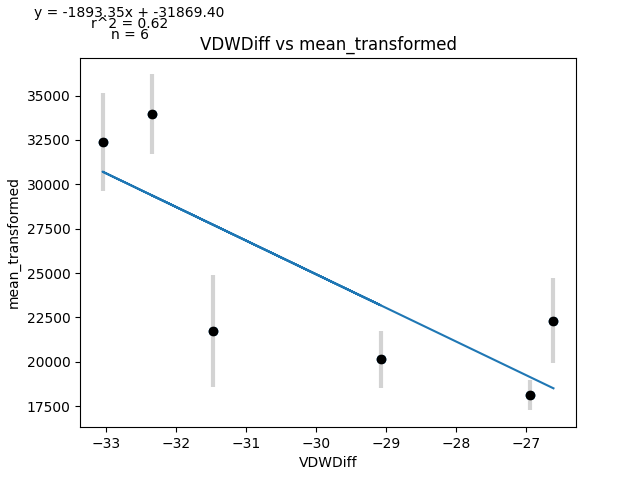 y = -1893.35x + -31869.40
r^2 = 0.62
n = 6
VDWDiff vs mean_transformed
mean_transformed
35000
32500
30000
27500
25000
22500
20000
17500
−33 −32 −31 −30 −29 −28 −27
VDWDiff